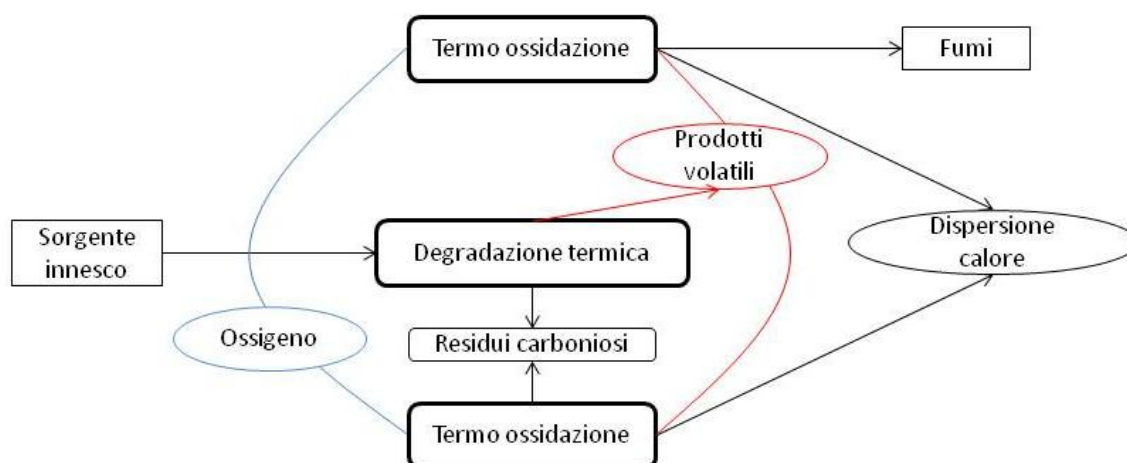 Termo ossidazione
Fumi
Prodotti
volatili
Sorgente
innesco
Degradazione termica
Dispersione
calore
Ossigeno
Residui carboniosi
Termo ossidazione